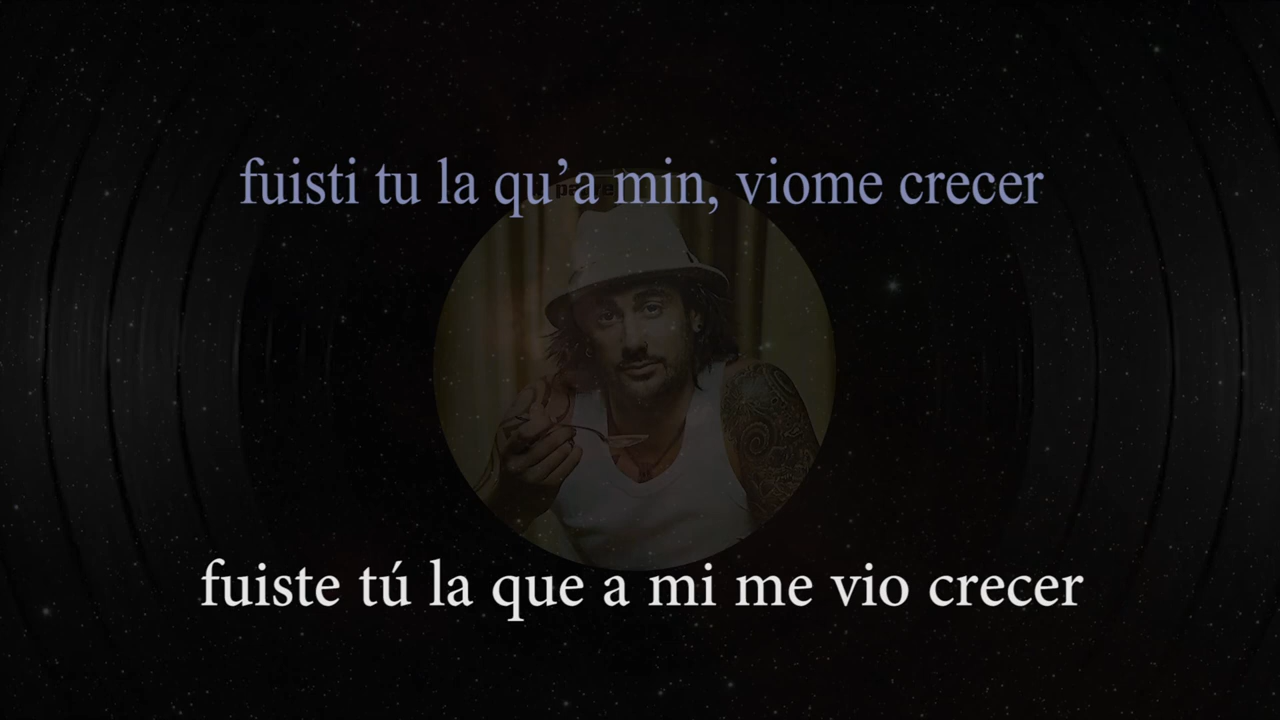 fuisti tu la qu’a min, viome crecer
fuiste tú la que a mi me vio crecer